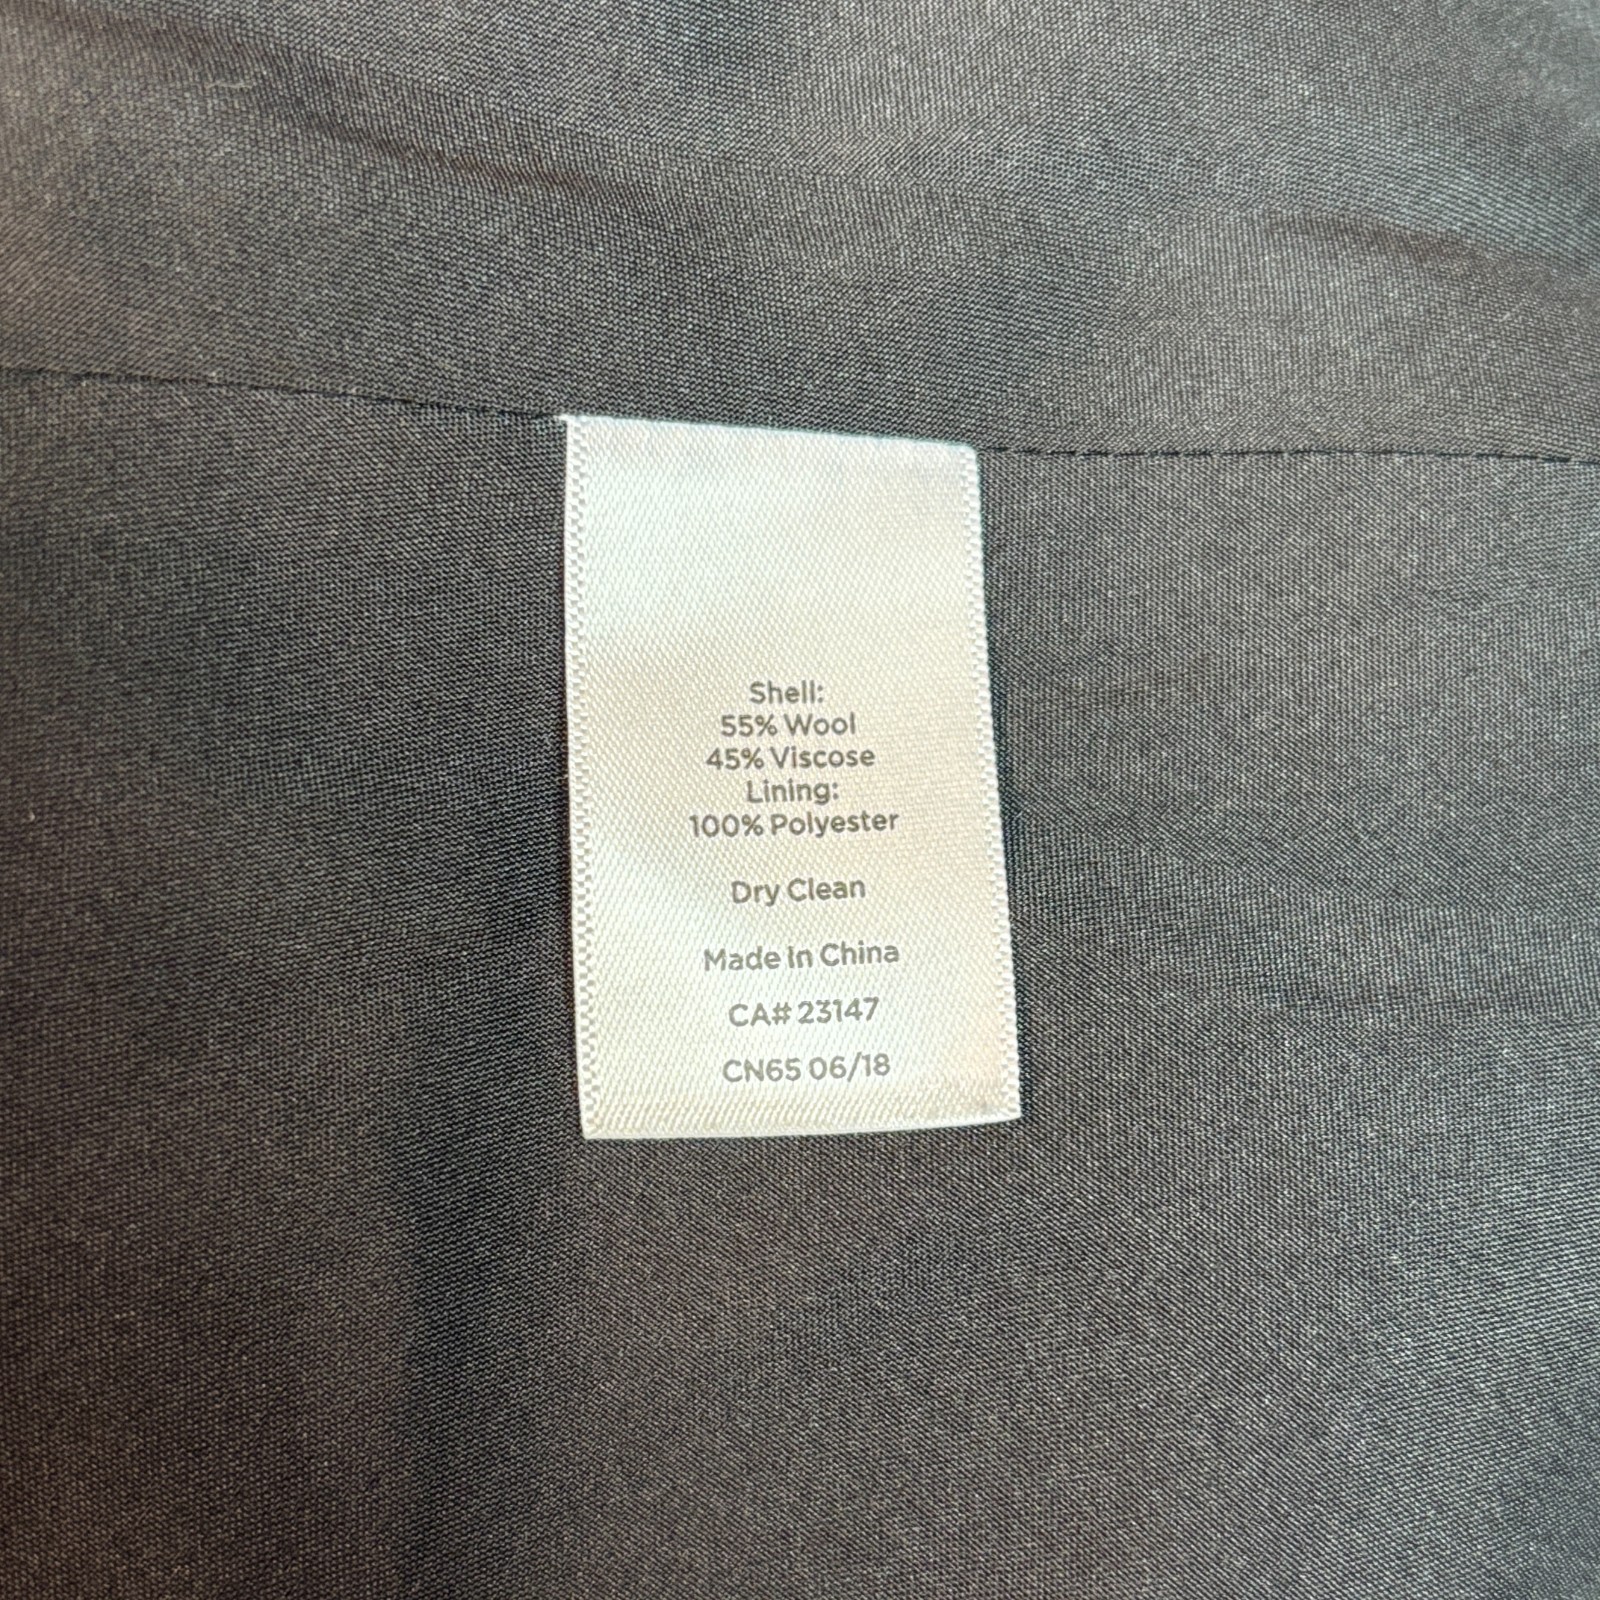 Shell:
55% Wool
45% Viscose
Lining:
100% Polyester
Dry Clean
Made In China
CA# 23147
CN65 06/18